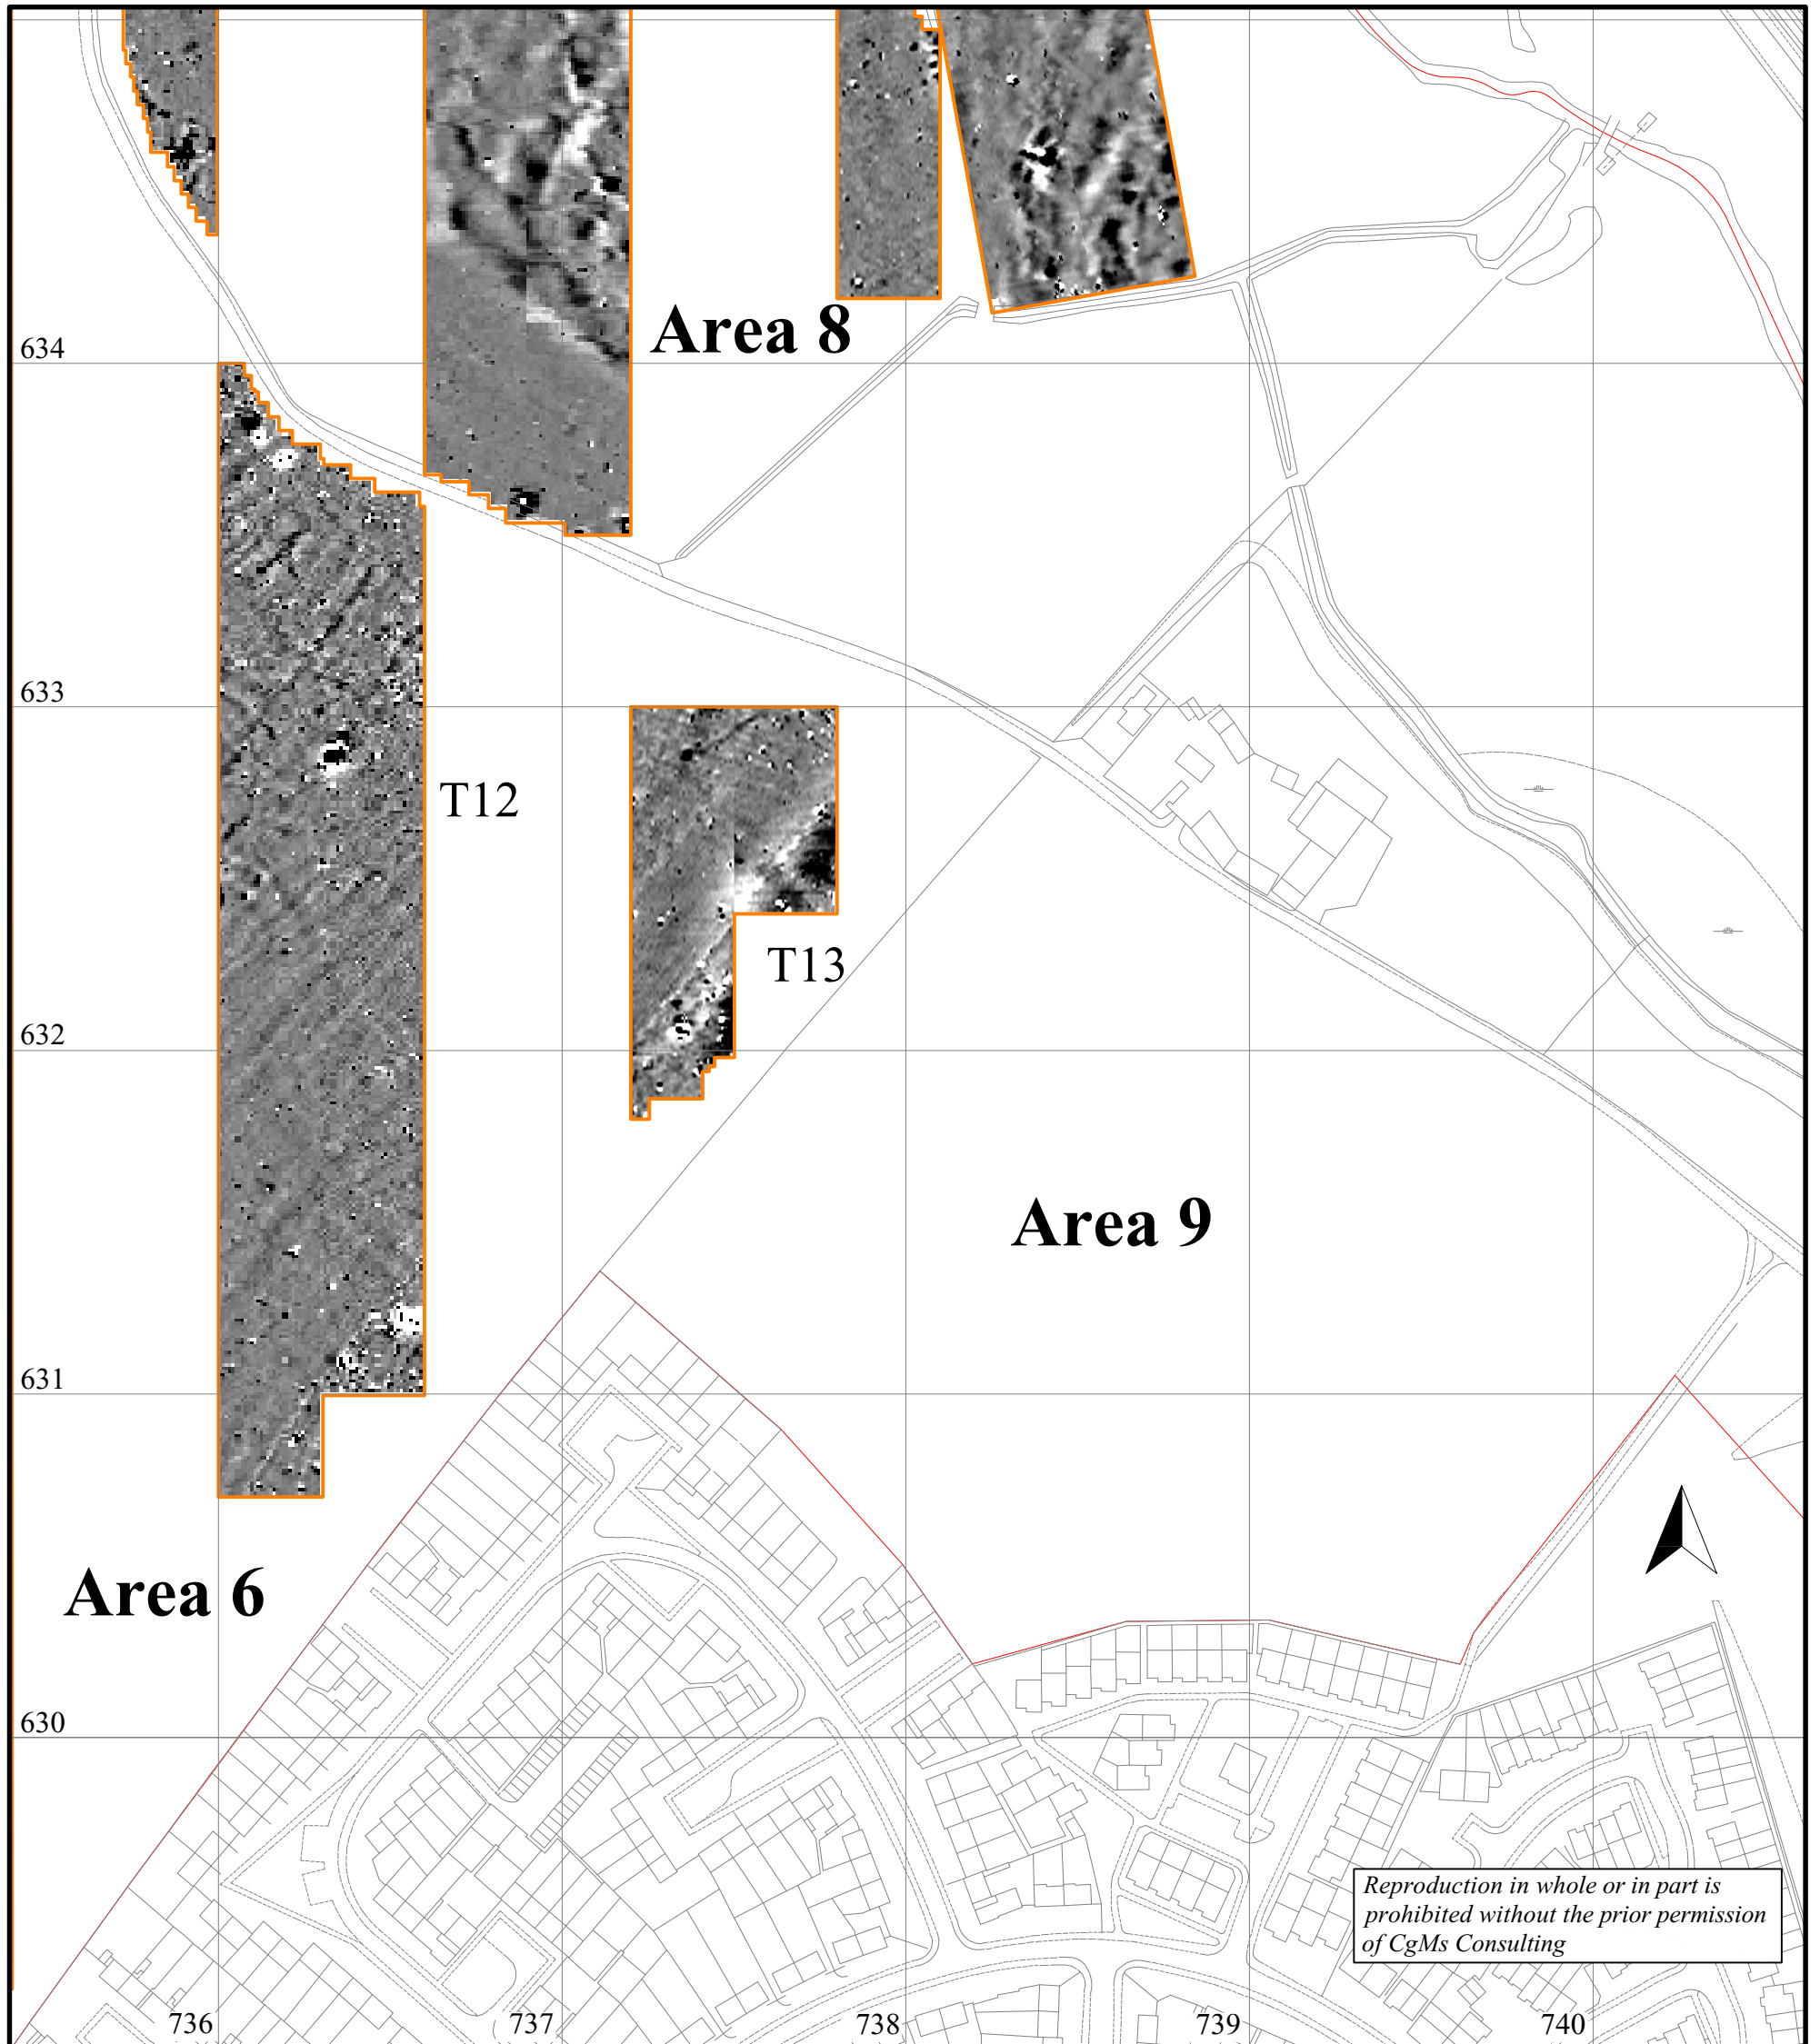 Area 8
634
633
T12
T13
632
Area 9
631
Area 6
630
Reproduction in whole or in part is
prohibited without the prior permission
of CgMs Consulting
736
737
738
739
740